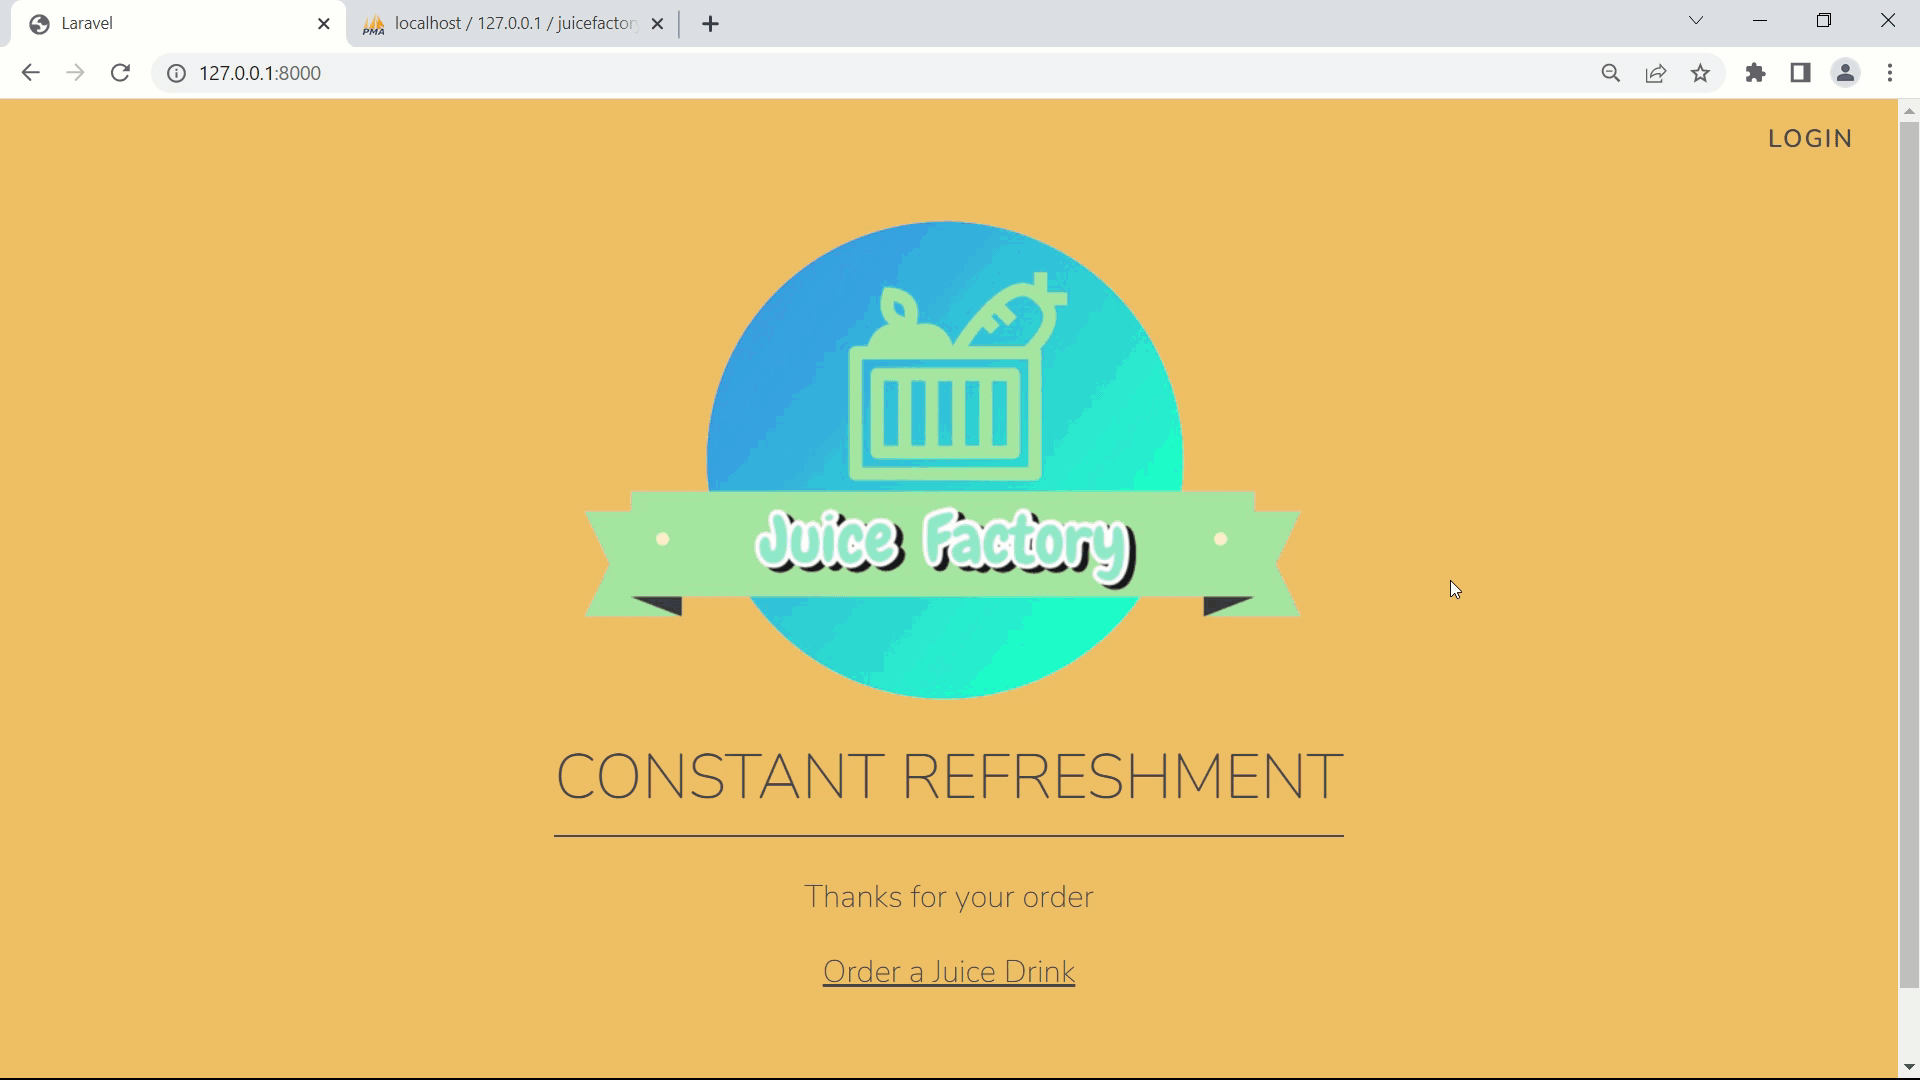 Laravel
localhost / 127.0.0.1 / juicefactory
127.0.0.1:8000
LOGIN
Juice Factory
CONSTANT REFRESHMENT
Thanks for your order
Order a Juice Drink